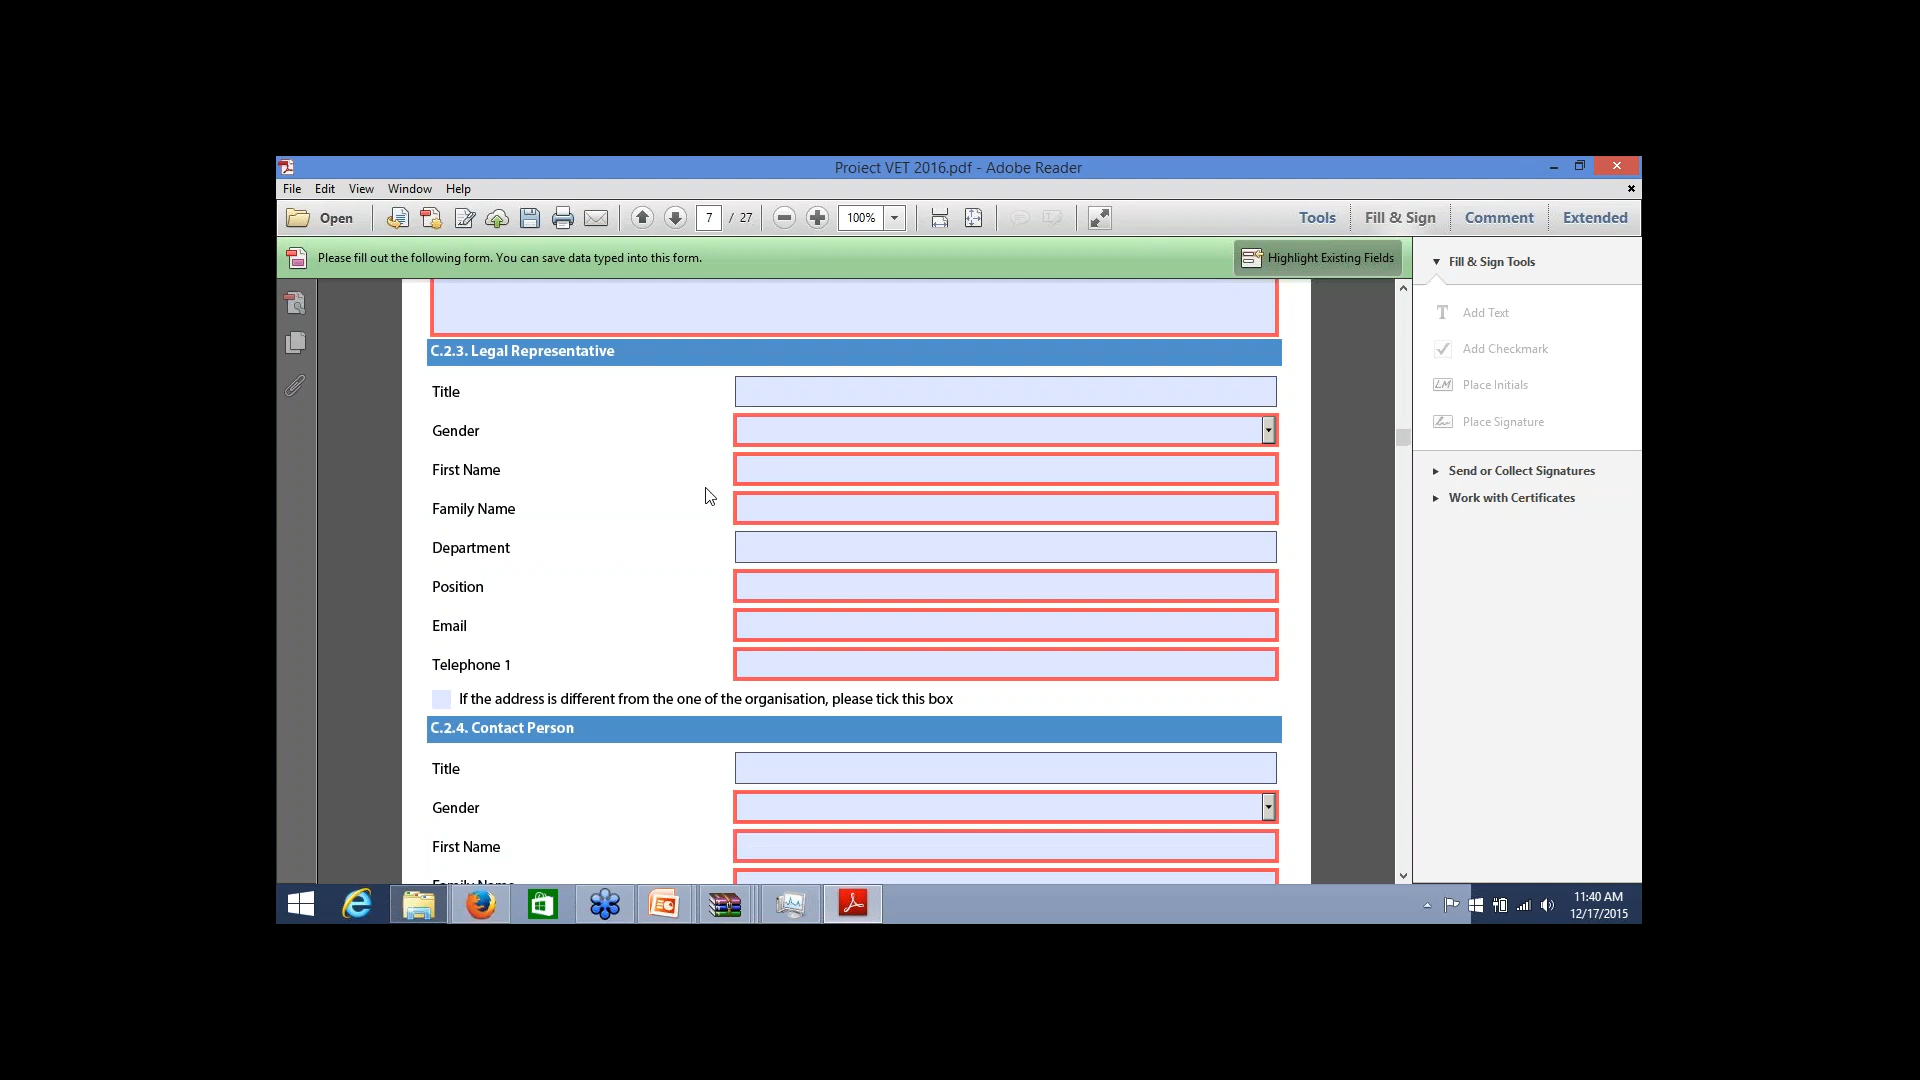 Project VET 2016.pdf - Adobe Reader
File Edit View Window Help
Open 7 / 27 100% Tools Fill & Sign Comment Extended
Please fill out the following form. You can save data typed into this form. Highlight Existing Fields
Fill & Sign Tools
Add Text
Add Checkmark
Place Initials
Place Signature
Send or Collect Signatures
Work with Certificates
C.2.3. Legal Representative
Title
Gender
First Name
Family Name
Department
Position
Email
Telephone 1
If the address is different from the one of the organisation, please tick this box
C.2.4. Contact Person
Title
Gender
First Name
Family Name
11:40 AM
12/17/2015